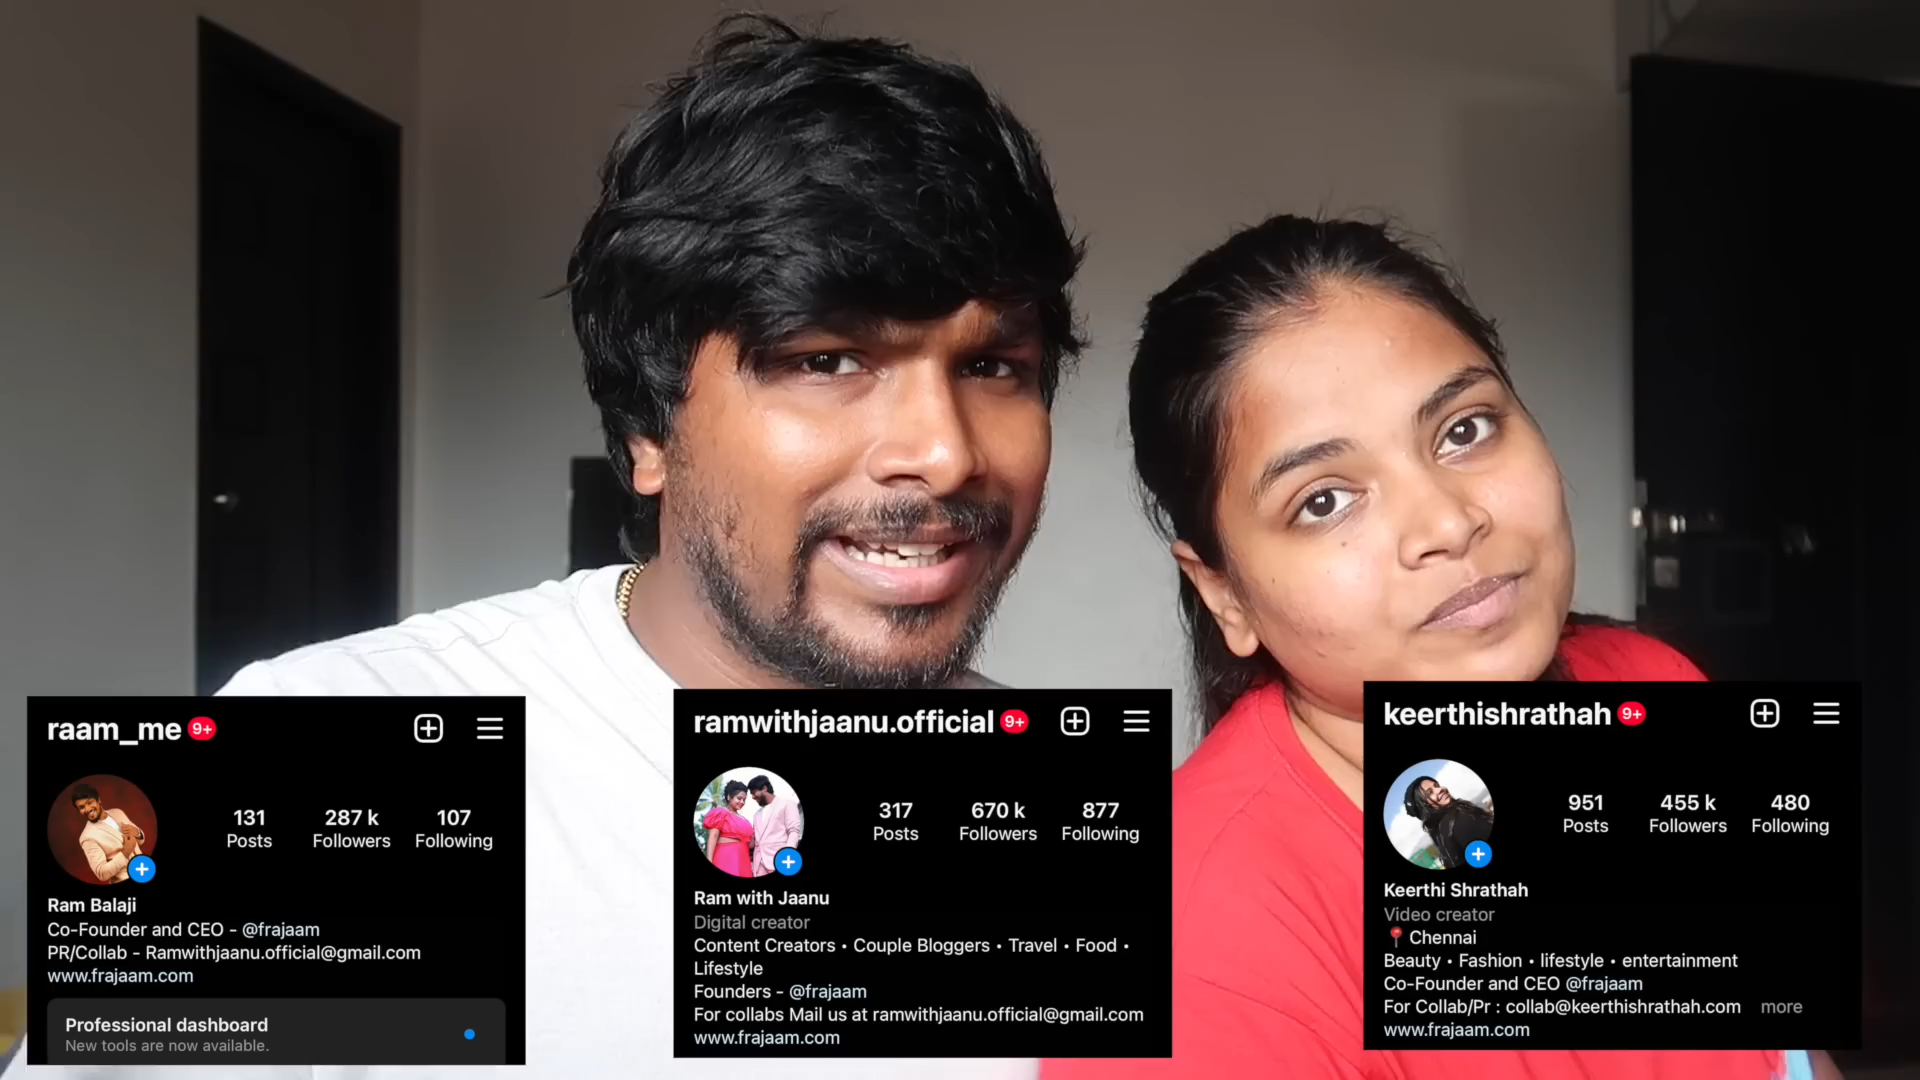 raam_me 9+
131 287 k 107
Posts Followers Following
Ram Balaji
Co-Founder and CEO - @frajaam
PR/Collab - Ramwithjaanu.official@gmail.com
www.frajaam.com
Professional dashboard
New tools are now available.
ramwithjaanu.official 9+
317 670 k 877
Posts Followers Following
Ram with Jaanu
Digital creator
Content Creators • Couple Bloggers • Travel • Food •
Lifestyle
Founders - @frajaam
For collabs Mail us at ramwithjaanu.official@gmail.com
www.frajaam.com
keerthishrathah 9+
951 455 k 480
Posts Followers Following
Keerthi Shrathah
Video creator
📍 Chennai
Beauty • Fashion • lifestyle • entertainment
Co-Founder and CEO @frajaam
For Collab/Pr : collab@keerthishrathah.com more
www.frajaam.com